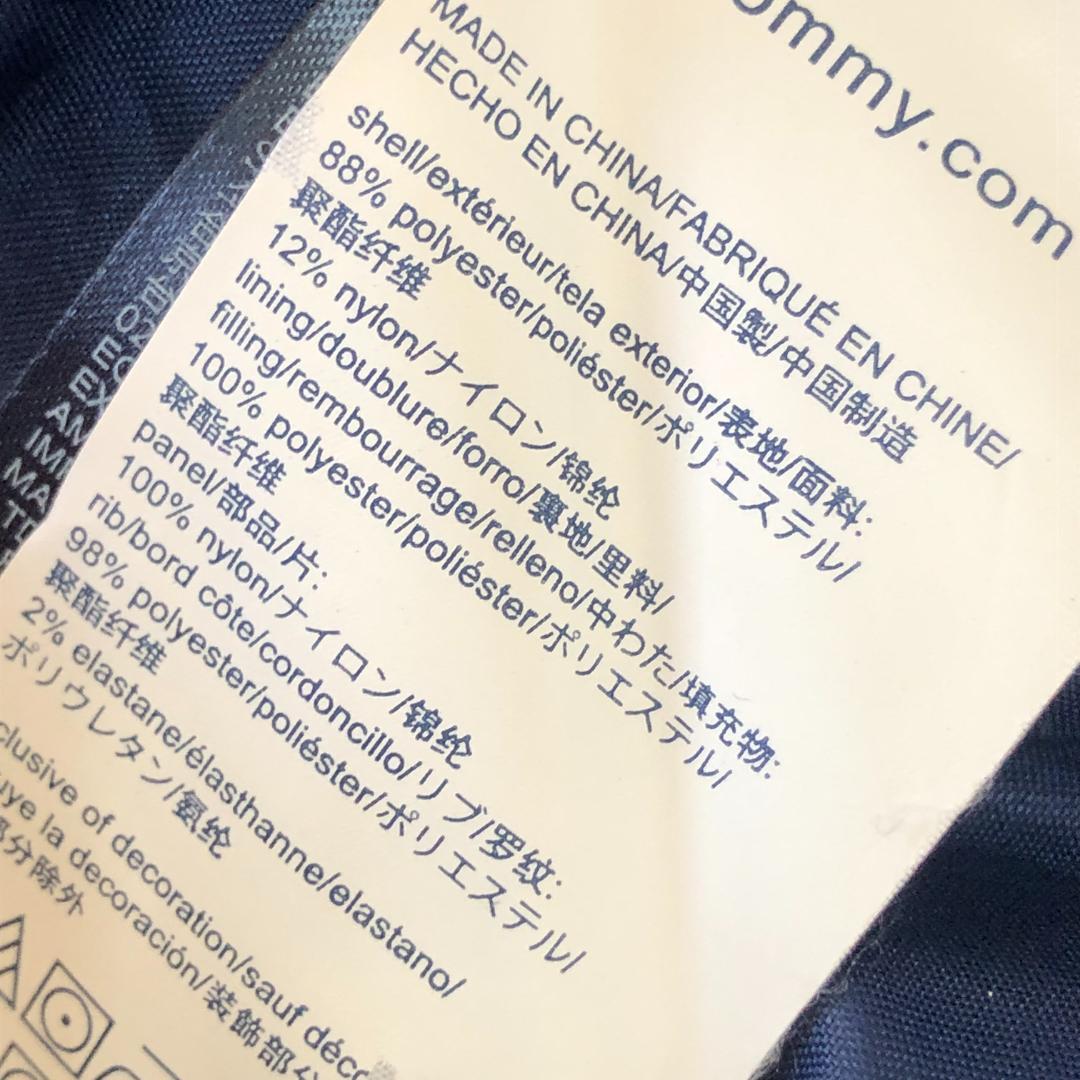 ommy.com
MADE IN CHINA/FABRIQUÉ EN CHINE/
HECHO EN CHINA/中国製/中国制造
shell/extérieur/tela exterior/表地/面料:
88% polyester/poliéster/ポリエステル/
聚酯纤维
12% nylon/ナイロン/锦纶
lining/doublure/forro/裏地/里料/
filling/rembourrage/relleno/中わた/填充物:
100% polyester/poliéster/ポリエステル/
聚酯纤维
panel/部品/片:
100% nylon/ナイロン/锦纶
rib/bord côte/cordoncillo/リブ/罗纹:
98% polyester/poliéster/ポリエステル/
聚酯纤维
2% elastane/élasthanne/elastano/
ポリウレタン/氨纶
clusive of decoration/sauf déco
uye la decoración/装飾部分
部分除外